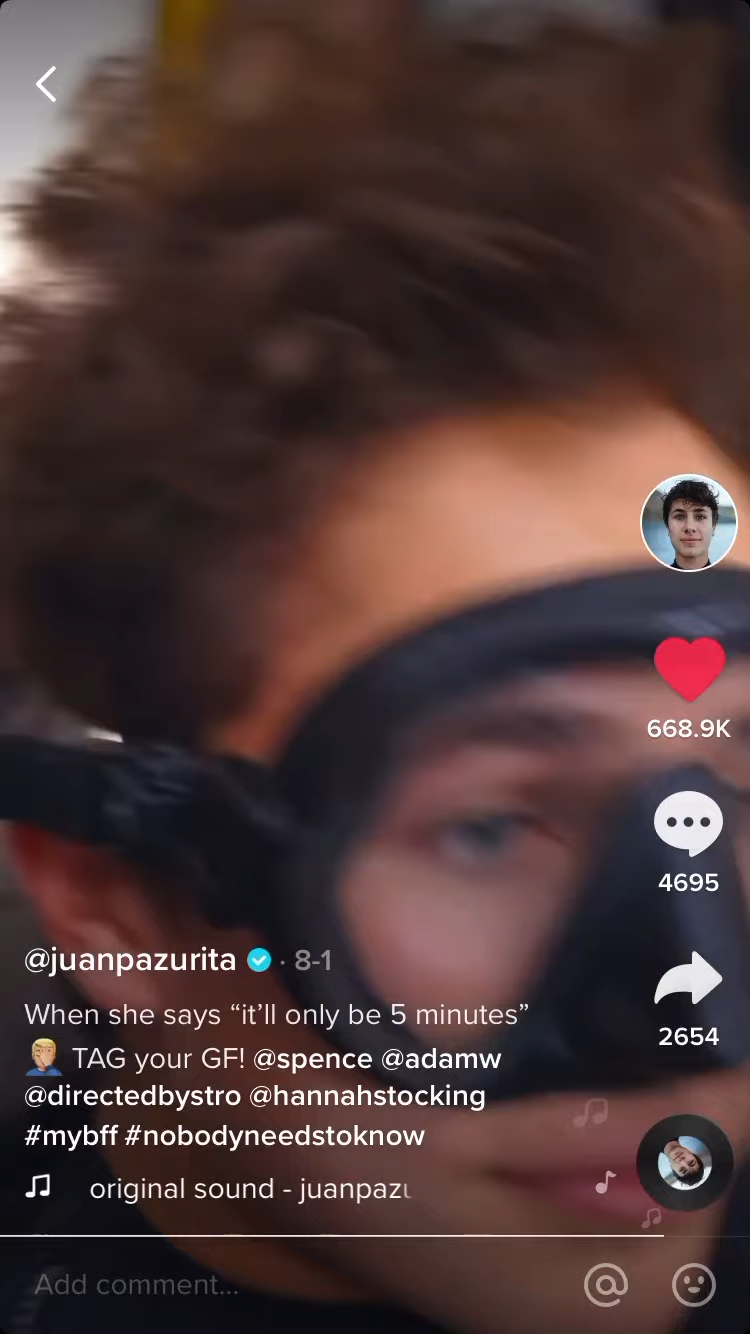 668.9K
4695
@juanpazurita · 8-1
When she says “it’ll only be 5 minutes”
🤦🏼‍♂️ TAG your GF! @spence @adamw
2654
@directedbystro @hannahstocking
#mybff #nobodyneedstoknow
original sound - juanpazu
Add comment...